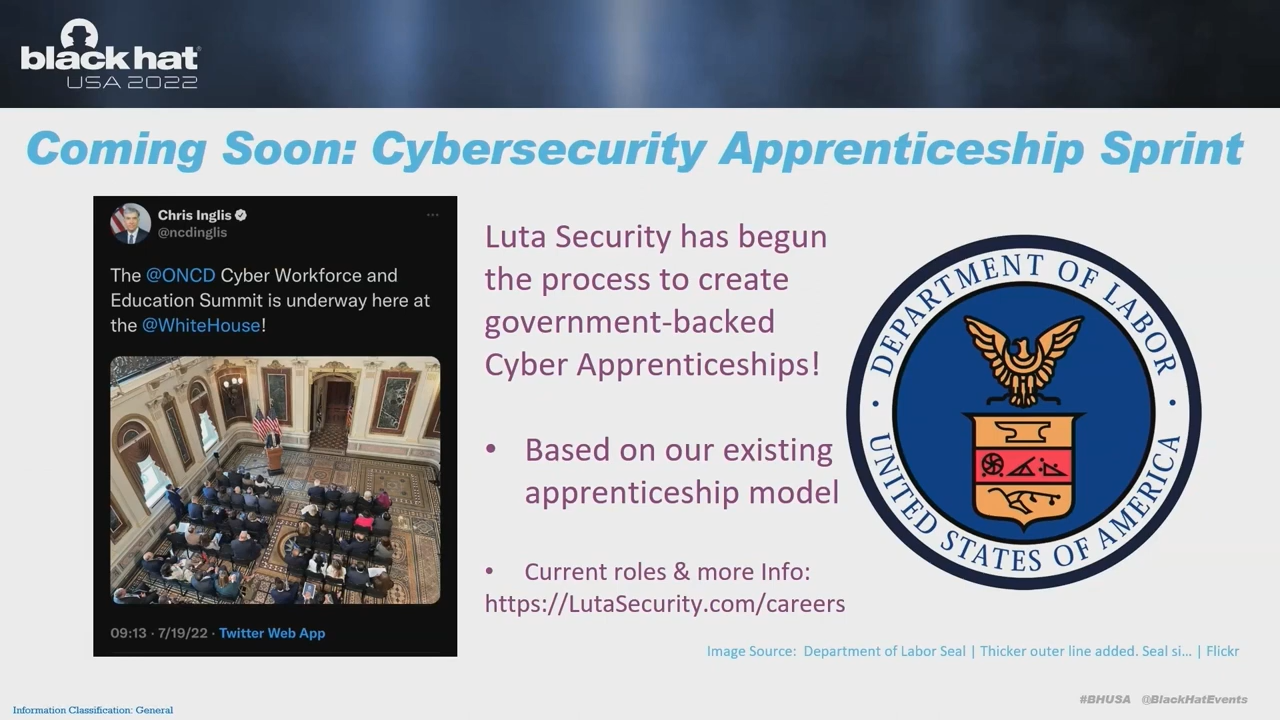 black hat
USA 2022
Coming Soon: Cybersecurity Apprenticeship Sprint
Chris Inglis
@ncdinglis
The @ONCD Cyber Workforce and
Education Summit is underway here at
the @WhiteHouse!
09:13 · 7/19/22 · Twitter Web App
Luta Security has begun
the process to create
government-backed
Cyber Apprenticeships!
• Based on our existing
apprenticeship model
• Current roles & more Info:
https://LutaSecurity.com/careers
DEPARTMENT OF LABOR
UNITED STATES OF AMERICA
Image Source: Department of Labor Seal | Thicker outer line added. Seal si... | Flickr
#BHUSA @BlackHatEvents
Information Classification: General